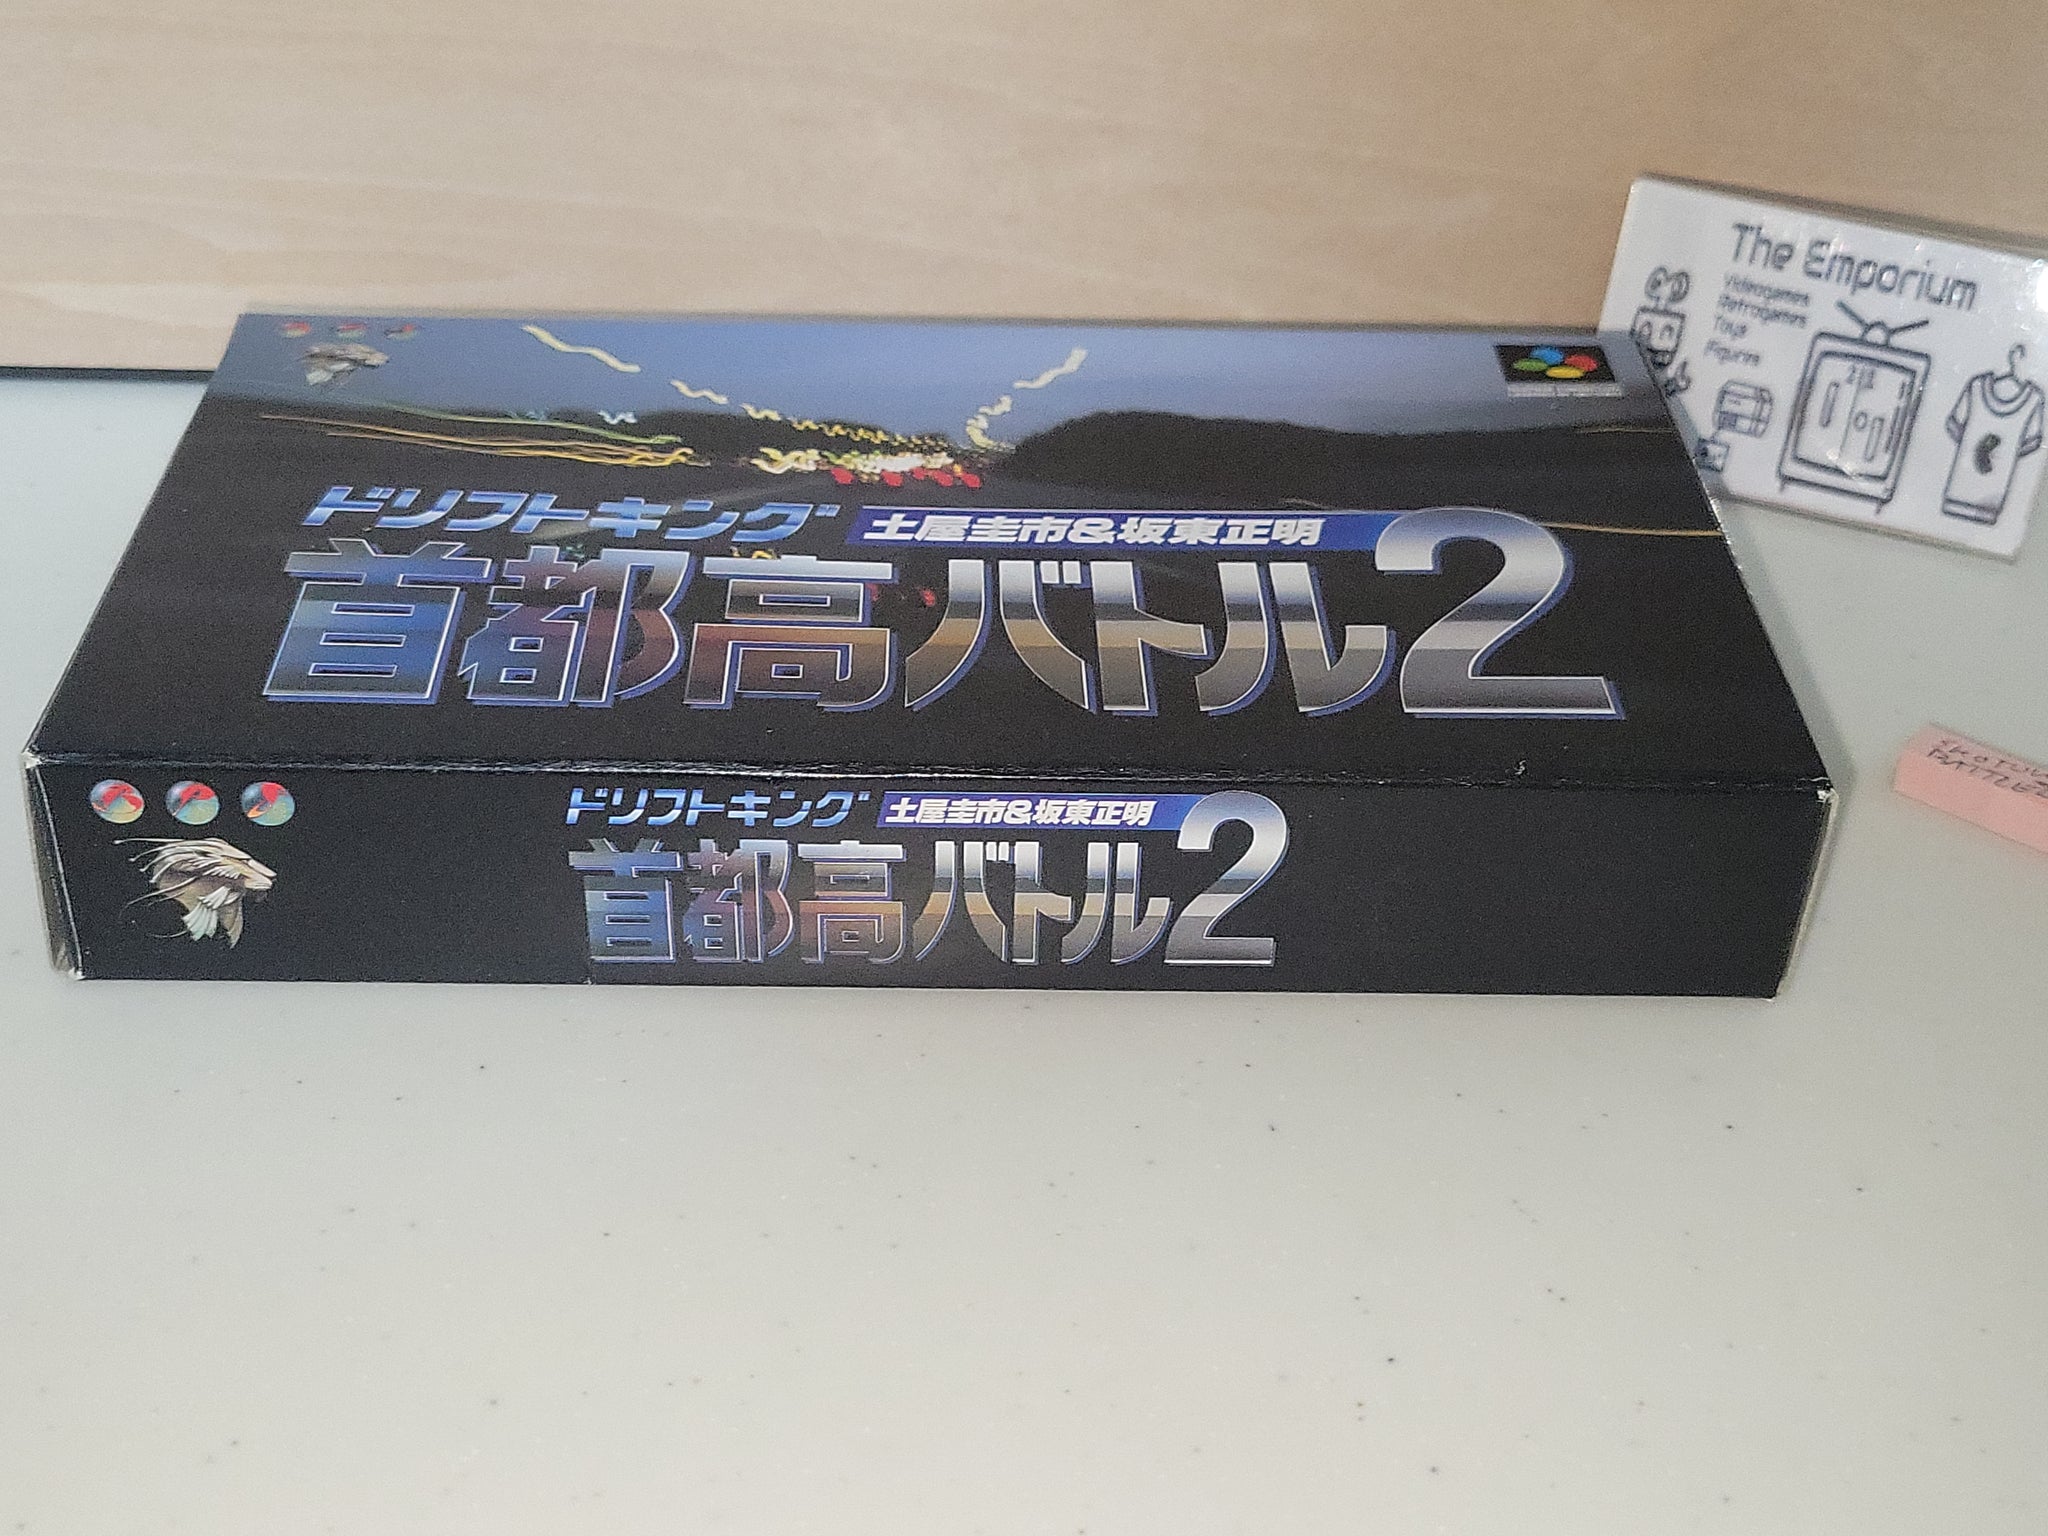 ドリフトキング 土屋圭市&坂東正明
首都高バトル2
ドリフトキング 土屋圭市&坂東正明
首都高バトル2
The Emporium
Videogames
Retrogames
Toys
Figures
BATTLE